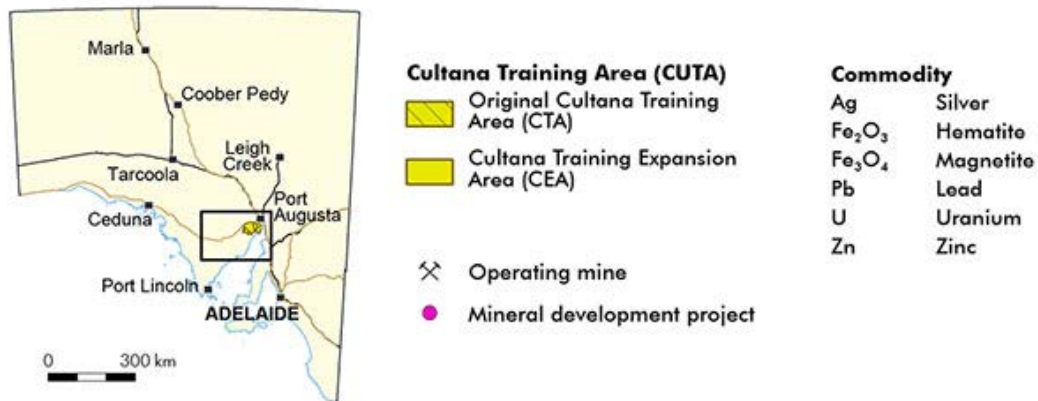 Marla
Coober Pedy
Leigh
Creek
Tarcoola
Port
Augusta
Ceduna
Port Lincoln
ADELAIDE
0 300 km
Cultana Training Area (CUTA)
Original Cultana Training
Area (CTA)
Cultana Training Expansion
Area (CEA)
Operating mine
Mineral development project
Commodity
Ag Silver
Fe₂O₃ Hematite
Fe₃O₄ Magnetite
Pb Lead
U Uranium
Zn Zinc